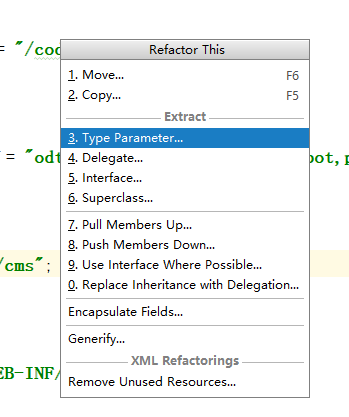 = "/coo
Refactor This
1. Move... F6
2. Copy... F5
Extract
3. Type Parameter...
= "odt oot,p
4. Delegate...
5. Interface...
6. Superclass...
7. Pull Members Up...
8. Push Members Down...
/cms";
9. Use Interface Where Possible...
0. Replace Inheritance with Delegation...
Encapsulate Fields...
Generify...
XML Refactorings
EB-INF/
Remove Unused Resources...